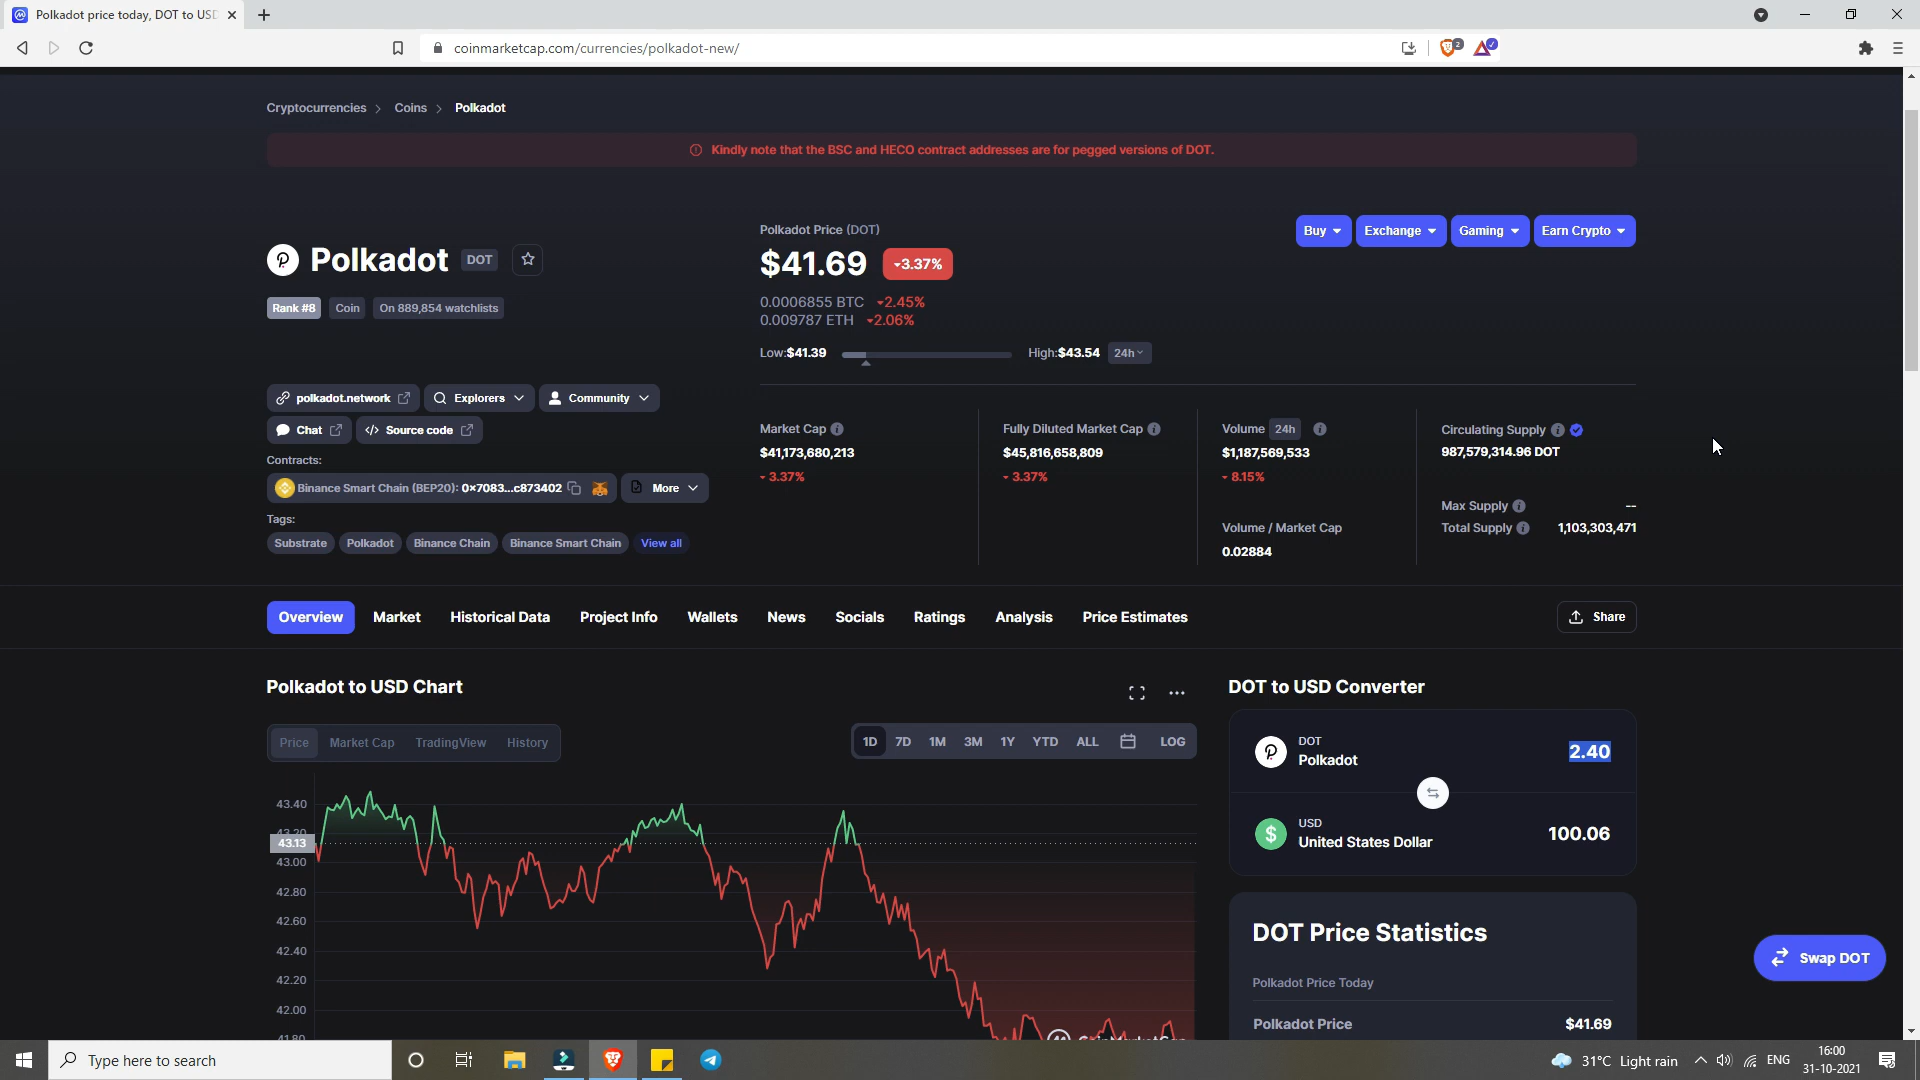 Polkadot price today, DOT to USD
coinmarketcap.com/currencies/polkadot-new/
2
Cryptocurrencies > Coins > Polkadot
Kindly note that the BSC and HECO contract addresses are for pegged versions of DOT.
Polkadot DOT
Rank #8 Coin On 889,854 watchlists
Polkadot Price (DOT)
$41.69 3.37%
0.0006855 BTC 2.45%
0.009787 ETH 2.06%
Low:$41.39 High:$43.54 24h
Buy Exchange Gaming Earn Crypto
polkadot.network Explorers Community
Chat Source code
Contracts:
Binance Smart Chain (BEP20): 0x7083...c873402 More
Tags:
Substrate Polkadot Binance Chain Binance Smart Chain View all
Market Cap
$41,173,680,213
3.37%
Fully Diluted Market Cap
$45,816,658,809
3.37%
Volume 24h
$1,187,569,533
8.15%
Volume / Market Cap
0.02884
Circulating Supply
987,579,314.96 DOT
Max Supply --
Total Supply 1,103,303,471
Overview Market Historical Data Project Info Wallets News Socials Ratings Analysis Price Estimates Share
Polkadot to USD Chart
Price Market Cap TradingView History
1D 7D 1M 3M 1Y YTD ALL LOG
43.40
43.20
43.13
43.00
42.80
42.60
42.40
42.20
42.00
41.80
CoinMarketCap
DOT to USD Converter
DOT
Polkadot 2.40
USD
United States Dollar 100.06
DOT Price Statistics
Polkadot Price Today
Polkadot Price $41.69
Swap DOT
Type here to search
31°C Light rain ENG
16:00
31-10-2021